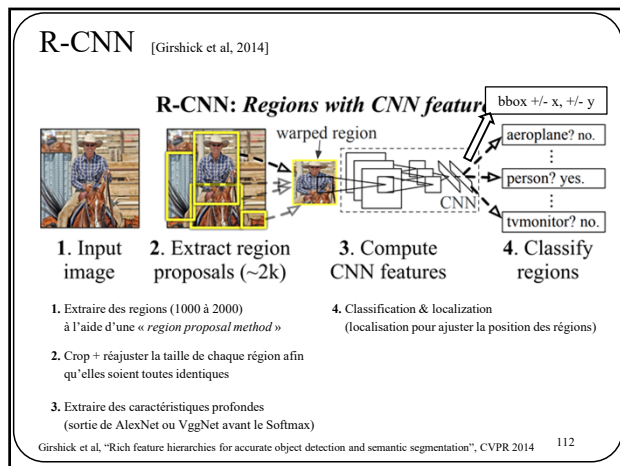 R-CNN [Girshick et al, 2014]
bbox +/- x, +/- y
R-CNN: Regions with CNN feature
warped region
aeroplane? no.
⋮
person? yes.
⋮
tvmonitor? no.
CNN
1. Input
image
2. Extract region
proposals (~2k)
3. Compute
CNN features
4. Classify
regions
1. Extraire des regions (1000 à 2000)
à l'aide d'une « region proposal method »
2. Crop + réajuster la taille de chaque région afin
qu'elles soient toutes identiques
3. Extraire des caractéristiques profondes
(sortie de AlexNet ou VggNet avant le Softmax)
4. Classification & localization
(localisation pour ajuster la position des régions)
Girshick et al, “Rich feature hierarchies for accurate object detection and semantic segmentation”, CVPR 2014
112